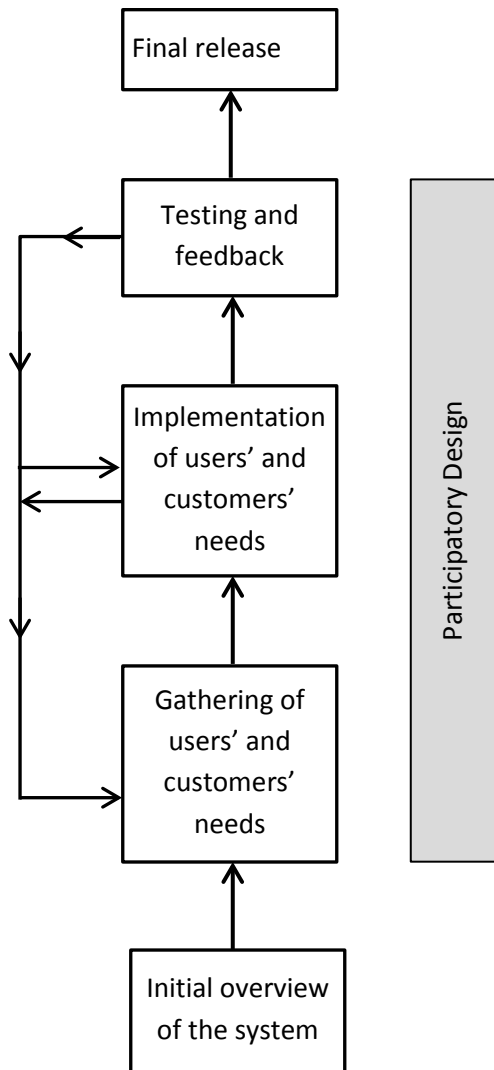 Final release
Testing and
feedback
Implementation
of users’ and
customers’
needs
Gathering of
users’ and
customers’
needs
Initial overview
of the system
Participatory Design